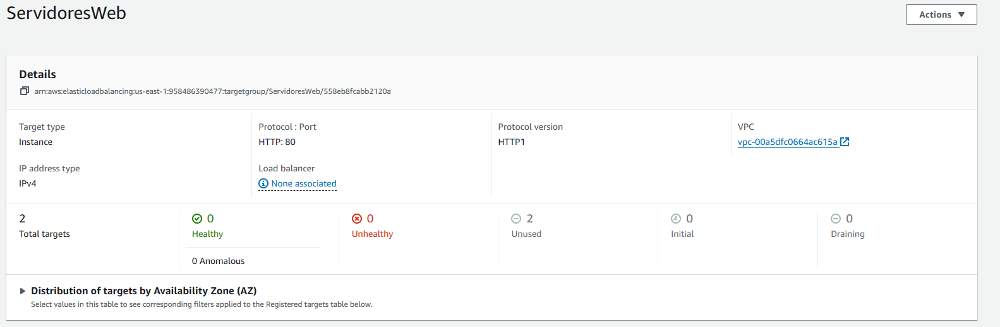 ServidoresWeb
Actions
Details
arn:aws:elasticloadbalancing:us-east-1:958486390477:targetgroup/ServidoresWeb/558eb8fcabb2120a
Target type
Instance
Protocol : Port
HTTP: 80
Protocol version
HTTP1
VPC
vpc-00a5dfc0664ac615a
IP address type
IPv4
Load balancer
None associated
2
Total targets
0
Healthy
0 Anomalous
0
Unhealthy
2
Unused
0
Initial
0
Draining
Distribution of targets by Availability Zone (AZ)
Select values in this table to see corresponding filters applied to the Registered targets table below.